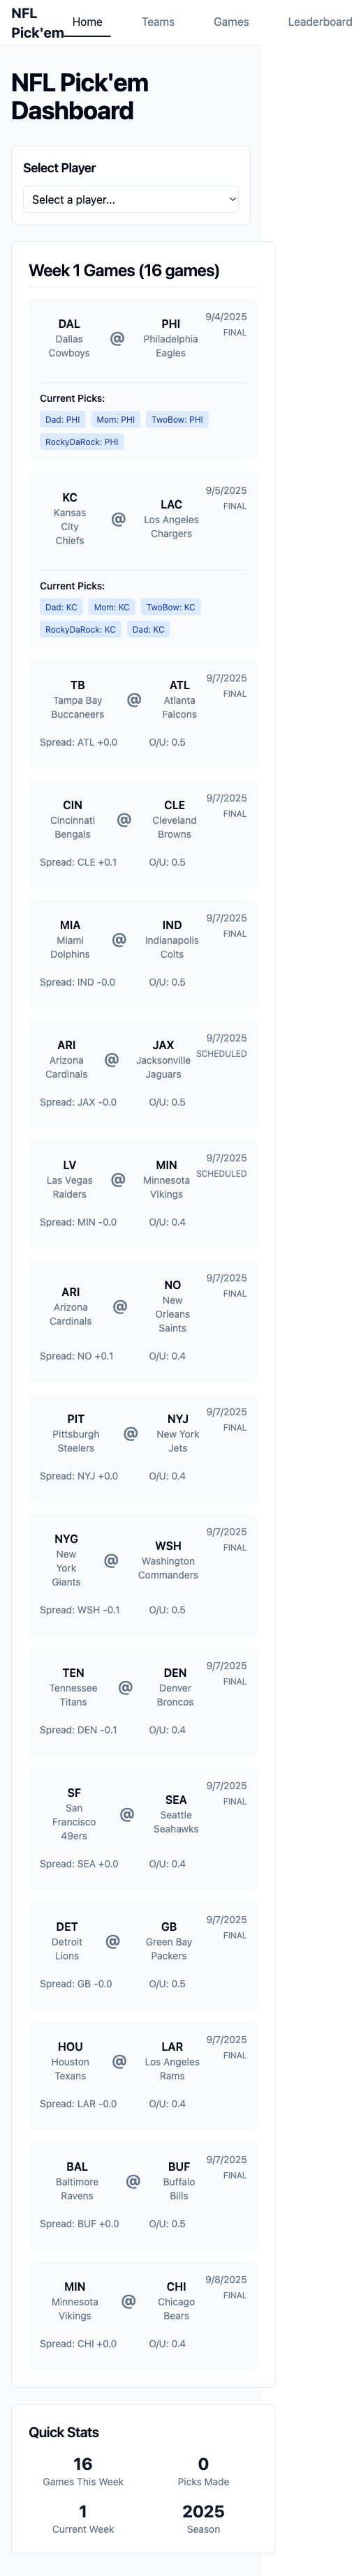 NFL
Pick'em
Home
Teams
Games
Leaderboard
NFL Pick'em
Dashboard
Select Player
Select a player...
Week 1 Games (16 games)
DAL
Dallas
Cowboys
@
PHI
Philadelphia
Eagles
9/4/2025
FINAL
Current Picks:
Dad: PHI
Mom: PHI
TwoBow: PHI
RockyDaRock: PHI
KC
Kansas
City
Chiefs
@
LAC
Los Angeles
Chargers
9/5/2025
FINAL
Current Picks:
Dad: KC
Mom: KC
TwoBow: KC
RockyDaRock: KC
Dad: KC
TB
Tampa Bay
Buccaneers
@
ATL
Atlanta
Falcons
9/7/2025
FINAL
Spread: ATL +0.0
O/U: 0.5
CIN
Cincinnati
Bengals
@
CLE
Cleveland
Browns
9/7/2025
FINAL
Spread: CLE +0.1
O/U: 0.5
MIA
Miami
Dolphins
@
IND
Indianapolis
Colts
9/7/2025
FINAL
Spread: IND -0.0
O/U: 0.5
ARI
Arizona
Cardinals
@
JAX
Jacksonville
Jaguars
9/7/2025
SCHEDULED
Spread: JAX -0.0
O/U: 0.5
LV
Las Vegas
Raiders
@
MIN
Minnesota
Vikings
9/7/2025
SCHEDULED
Spread: MIN -0.0
O/U: 0.4
ARI
Arizona
Cardinals
@
NO
New
Orleans
Saints
9/7/2025
FINAL
Spread: NO +0.1
O/U: 0.4
PIT
Pittsburgh
Steelers
@
NYJ
New York
Jets
9/7/2025
FINAL
Spread: NYJ +0.0
O/U: 0.4
NYG
New
York
Giants
@
WSH
Washington
Commanders
9/7/2025
FINAL
Spread: WSH -0.1
O/U: 0.5
TEN
Tennessee
Titans
@
DEN
Denver
Broncos
9/7/2025
FINAL
Spread: DEN -0.1
O/U: 0.4
SF
San
Francisco
49ers
@
SEA
Seattle
Seahawks
9/7/2025
FINAL
Spread: SEA +0.0
O/U: 0.4
DET
Detroit
Lions
@
GB
Green Bay
Packers
9/7/2025
FINAL
Spread: GB -0.0
O/U: 0.5
HOU
Houston
Texans
@
LAR
Los Angeles
Rams
9/7/2025
FINAL
Spread: LAR -0.0
O/U: 0.4
BAL
Baltimore
Ravens
@
BUF
Buffalo
Bills
9/7/2025
FINAL
Spread: BUF +0.0
O/U: 0.5
MIN
Minnesota
Vikings
@
CHI
Chicago
Bears
9/8/2025
FINAL
Spread: CHI +0.0
O/U: 0.4
Quick Stats
16
Games This Week
0
Picks Made
1
Current Week
2025
Season